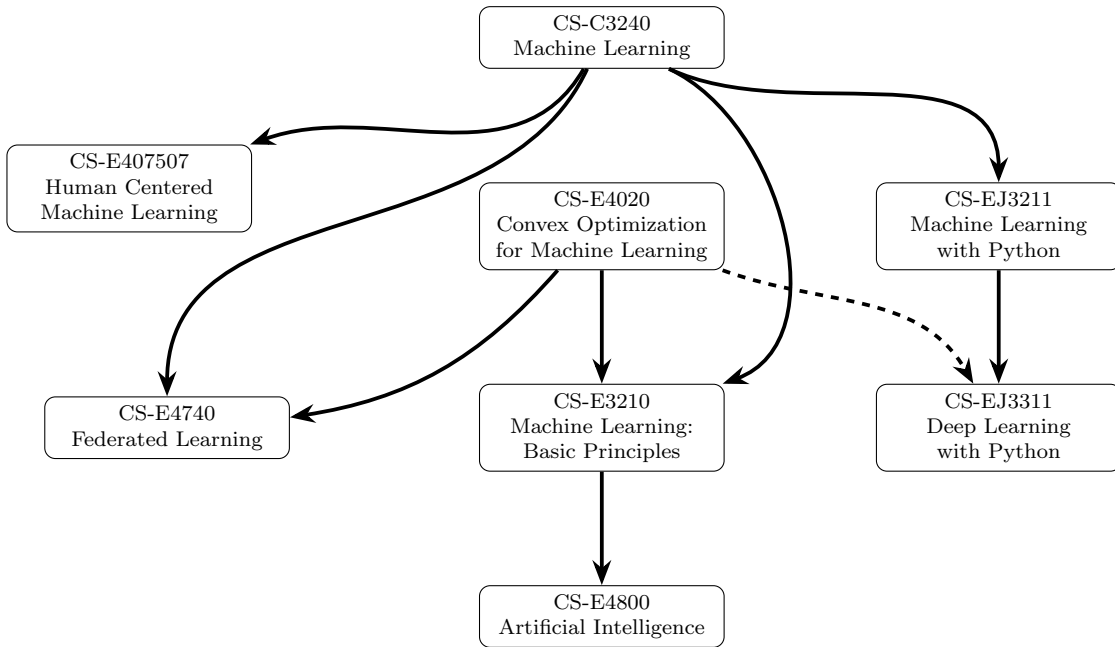 CS-C3240
Machine Learning
CS-E407507
Human Centered
Machine Learning
CS-E4020
Convex Optimization
for Machine Learning
CS-EJ3211
Machine Learning
with Python
CS-E4740
Federated Learning
CS-E3210
Machine Learning:
Basic Principles
CS-EJ3311
Deep Learning
with Python
CS-E4800
Artificial Intelligence